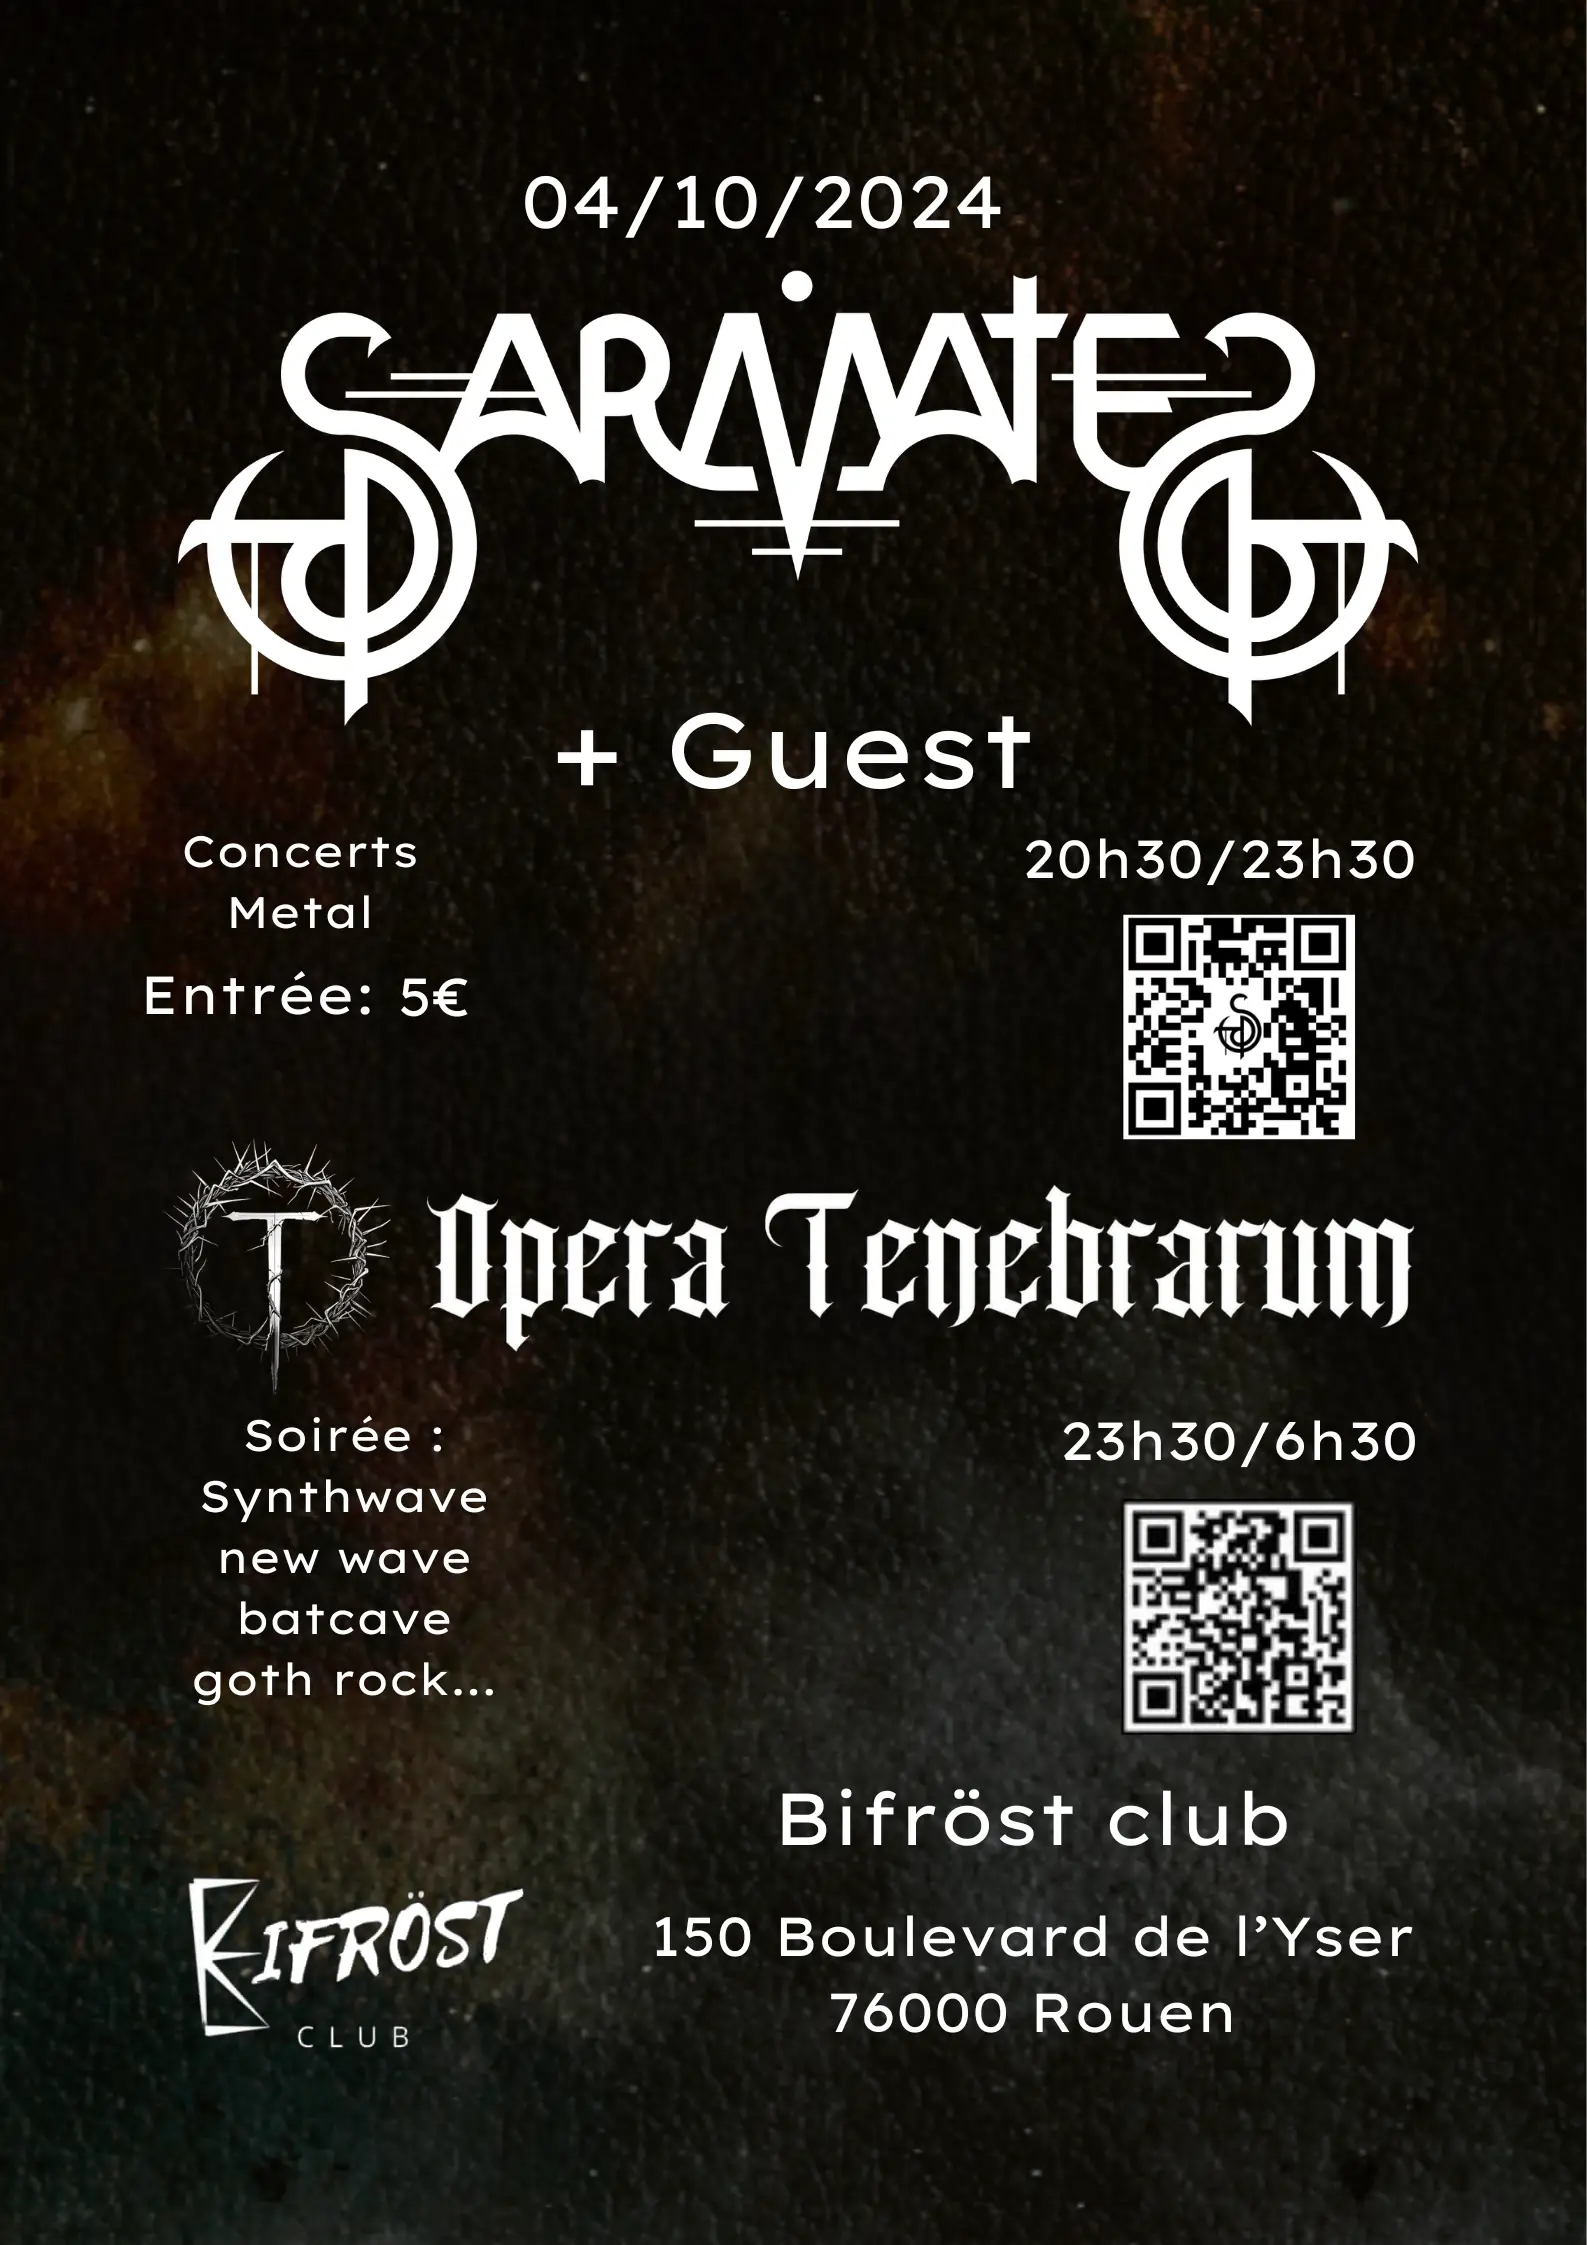 04/10/2024
SARMATES
+ Guest
Concerts
Metal
Entrée: 5€
20h30/23h30
T
Opera Tenebrarum
Soirée :
Synthwave
new wave
batcave
goth rock...
23h30/6h30
Bifröst club
150 Boulevard de l’Yser
76000 Rouen
BIFRÖST
CLUB